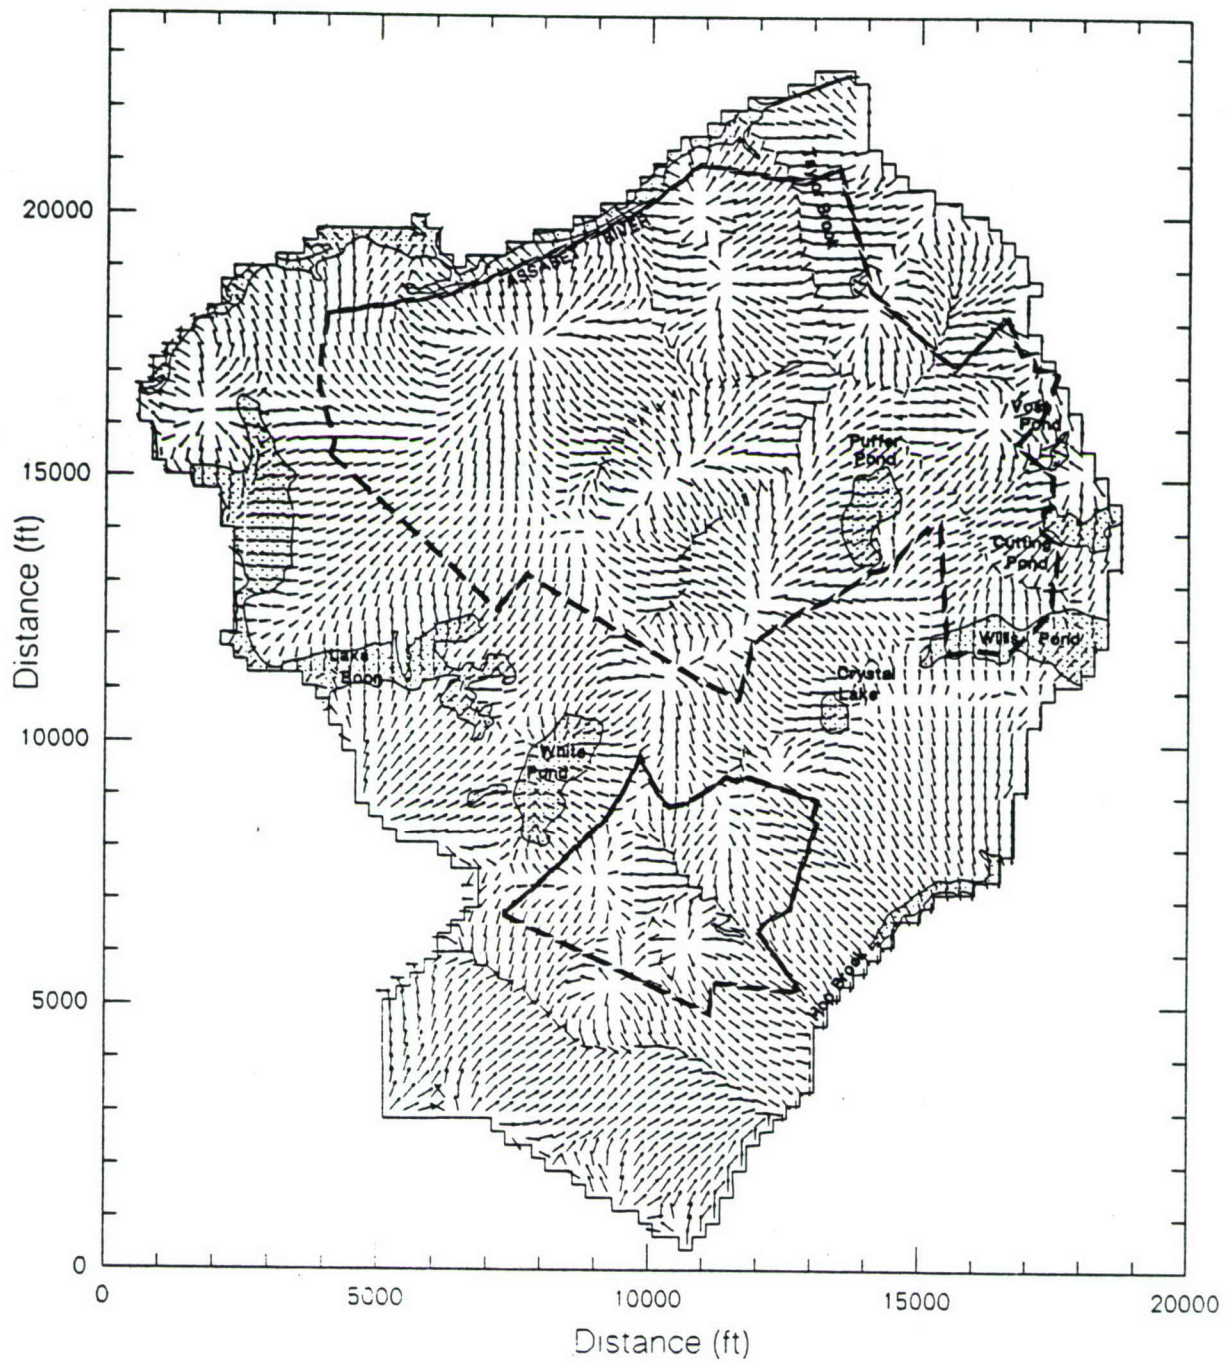 20000
15000
10000
5000
0
Distance (ft)
0
5000
10000
15000
20000
Distance (ft)
Brook
ASSABET
RIVER
Pond
Puffer
Pond
Cutting
Pond
Lake
Boon
Pond
Crystal
Lake
White
Pond
Hop Brook